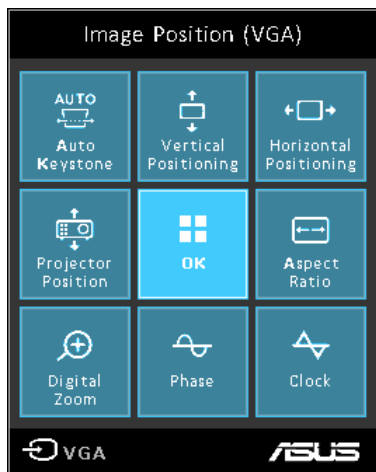 Image Position (VGA)
AUTO
Auto
Keystone
Vertical
Positioning
Horizontal
Positioning
Projector
Position
OK
Aspect
Ratio
Digital
Zoom
Phase
Clock
VGA
ASUS